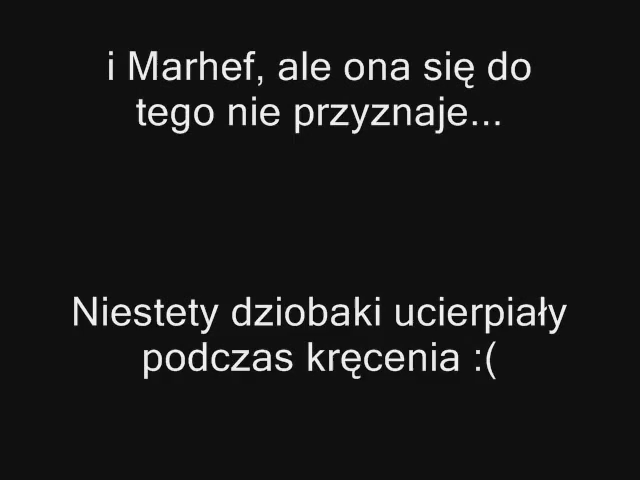 i Marhef, ale ona się do
tego nie przyznaje...
Niestety dziobaki ucierpiały
podczas kręcenia :(